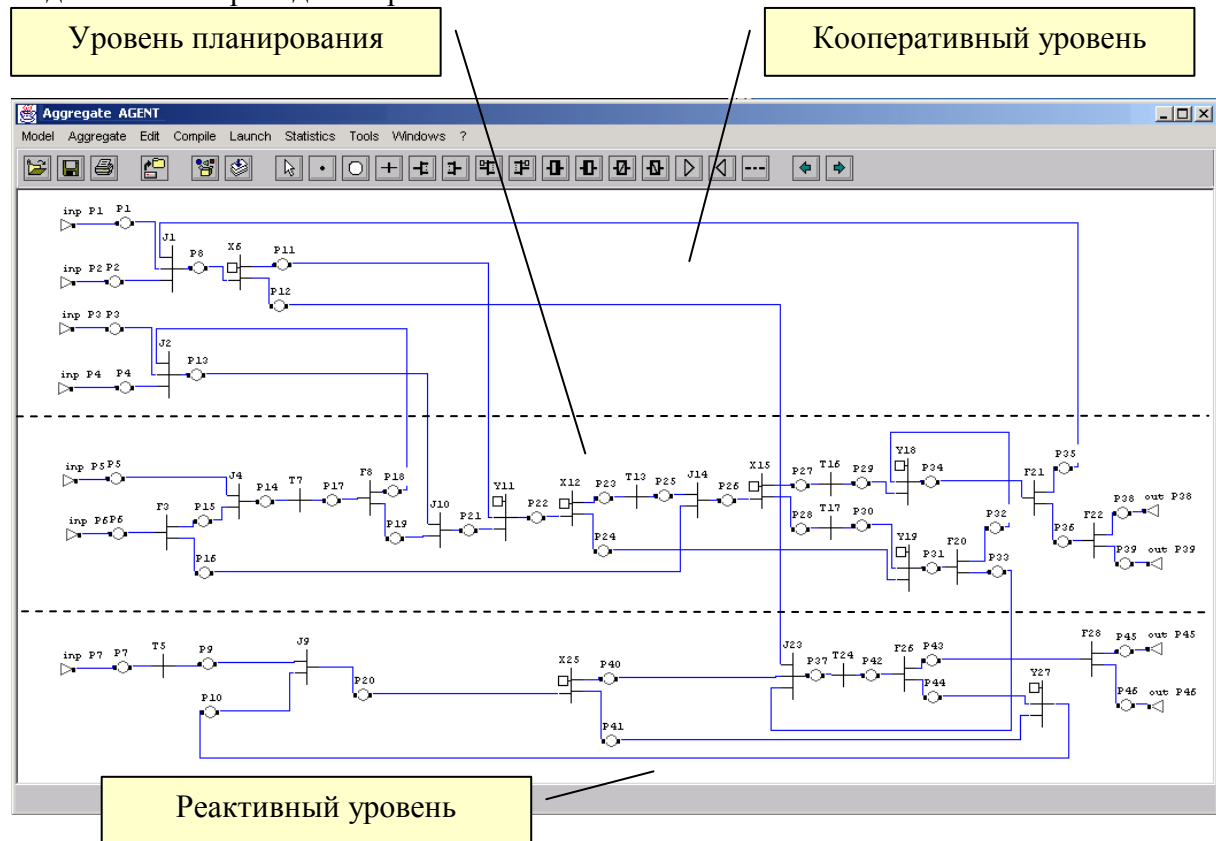 Уровень планирования
Кооперативный уровень
Aggregate AGENT
Model Aggregate Edit Compile Launch Statistics Tools Windows ?
inp P1 P1
J1
P8
X6
P11
inp P2 P2
P12
inp P3 P3
J2
P13
inp P4 P4
inp P5 P5
J4
P14
T7
P17
F8
P18
J10
P21
Y11
P22
X12
P23
T13
P25
J14
P26
X15
P27
T16
P29
Y18
P34
F21
P35
P38 out P38
inp P6 P6
F3
P15
P16
P19
P24
P28
T17
P30
Y19
P31
F20
P32
P33
P36
F22
P39 out P39
inp P7 P7
T5
P9
J9
P10
P20
X25
P40
P41
J23
P37
T24
P42
F26
P43
P44
Y27
F28
P45 out P45
P46 out P46
Реактивный уровень